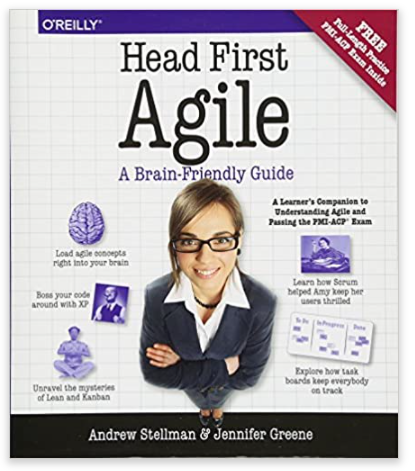 O'REILLY®
FREE
Full-Length Practice
PMI-ACP Exam Inside
Head First
Agile
A Brain-Friendly Guide
A Learner's Companion to
Understanding Agile and
Passing the PMI-ACP® Exam
Load agile concepts
right into your brain
Learn how Scrum
helped Amy keep her
users thrilled
Boss your code
around with XP
To Do
In Progress
Done
Unravel the mysteries
of Lean and Kanban
Explore how task
boards keep everybody
on track
Andrew Stellman & Jennifer Greene